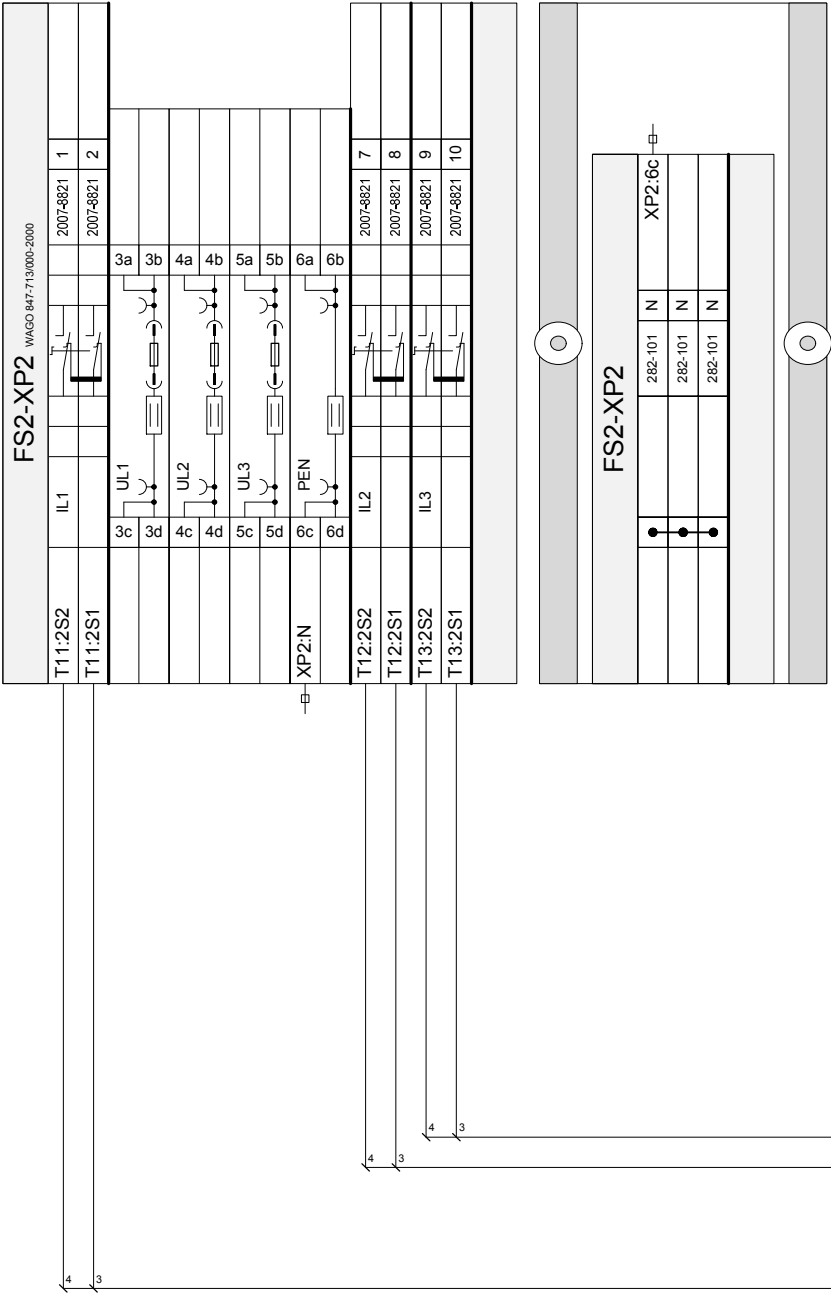 FS2-XP2 WAGO 847-713/000-2000
T11:2S2 IL1 2007-8821 1
T11:2S1 2007-8821 2
3c UL1 3a
3d 3b
4c UL2 4a
4d 4b
5c UL3 5a
5d 5b
XP2:N 6c PEN 6a
6d 6b
T12:2S2 IL2 2007-8821 7
T12:2S1 2007-8821 8
T13:2S2 IL3 2007-8821 9
T13:2S1 2007-8821 10
FS2-XP2
282-101 N XP2:6c
282-101 N
282-101 N
4 3
4 3
4 3